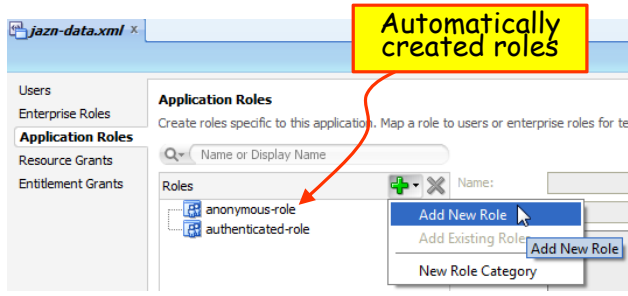 jazn-data.xml x
Automatically
created roles
Users
Enterprise Roles
Application Roles
Resource Grants
Entitlement Grants
Application Roles
Create roles specific to this application. Map a role to users or enterprise roles for te
Name or Display Name
Roles
Name:
anonymous-role
authenticated-role
Add New Role
Add Existing Role
Add New Role
New Role Category